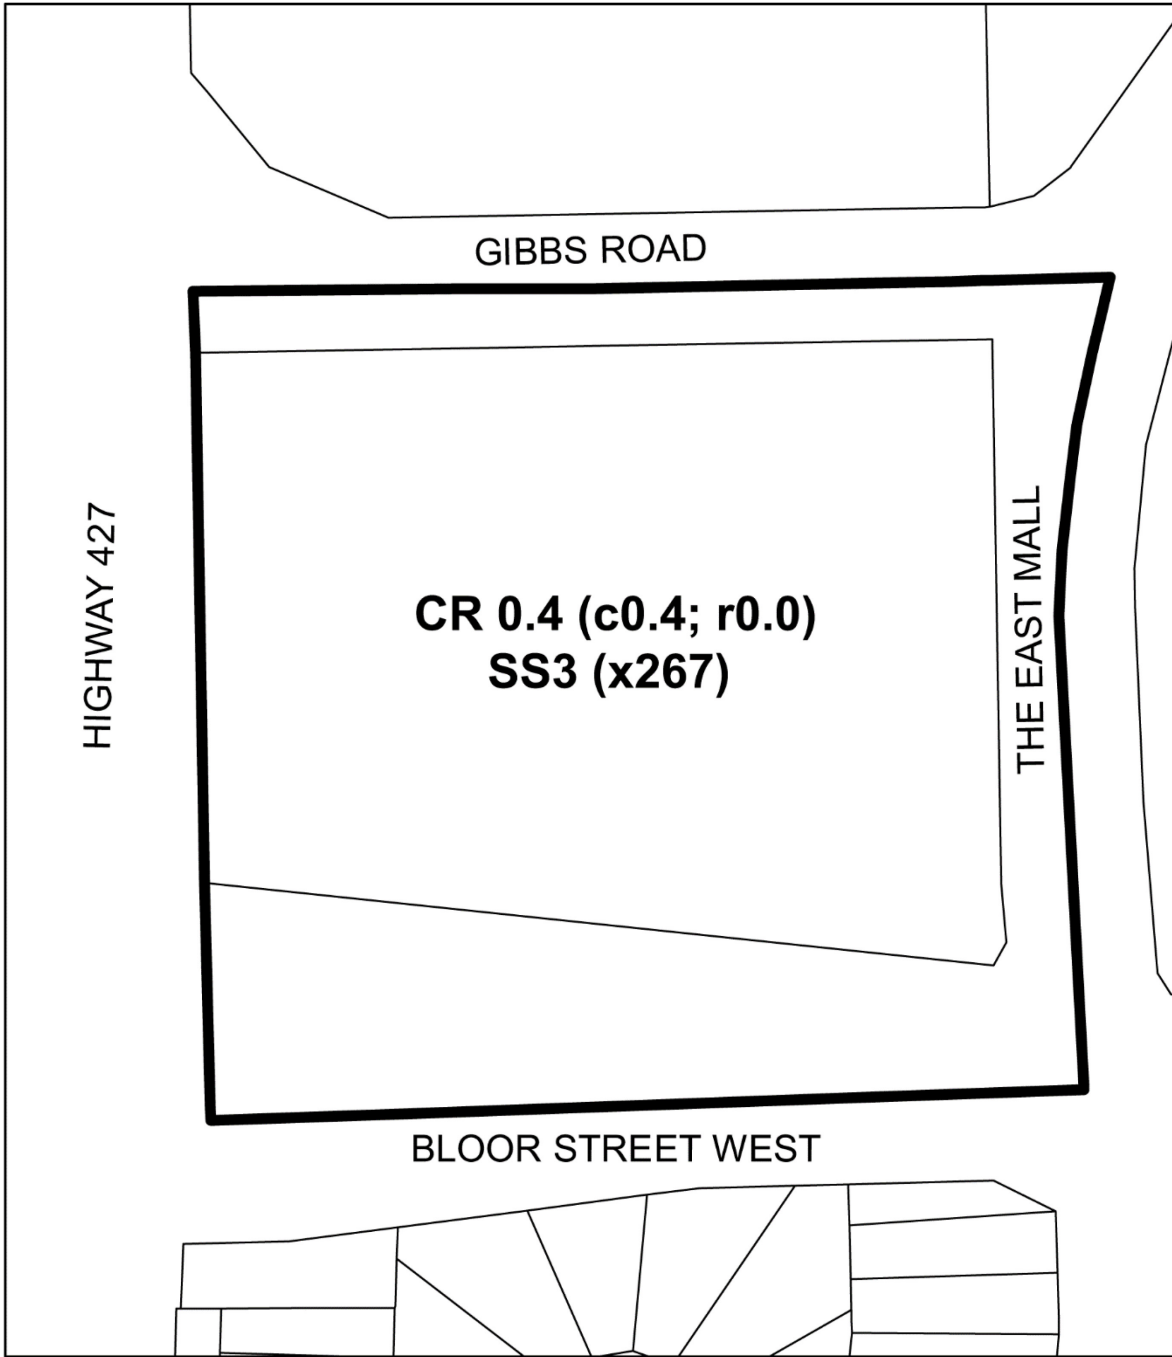 GIBBS ROAD
HIGHWAY 427
CR 0.4 (c0.4; r0.0)
SS3 (x267)
THE EAST MALL
BLOOR STREET WEST